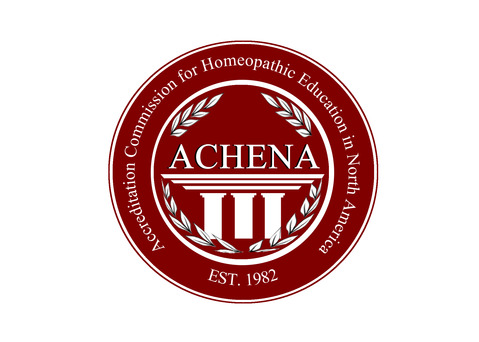 Accreditation Commission for Homeopathic Education in North America
ACHENA
EST. 1982